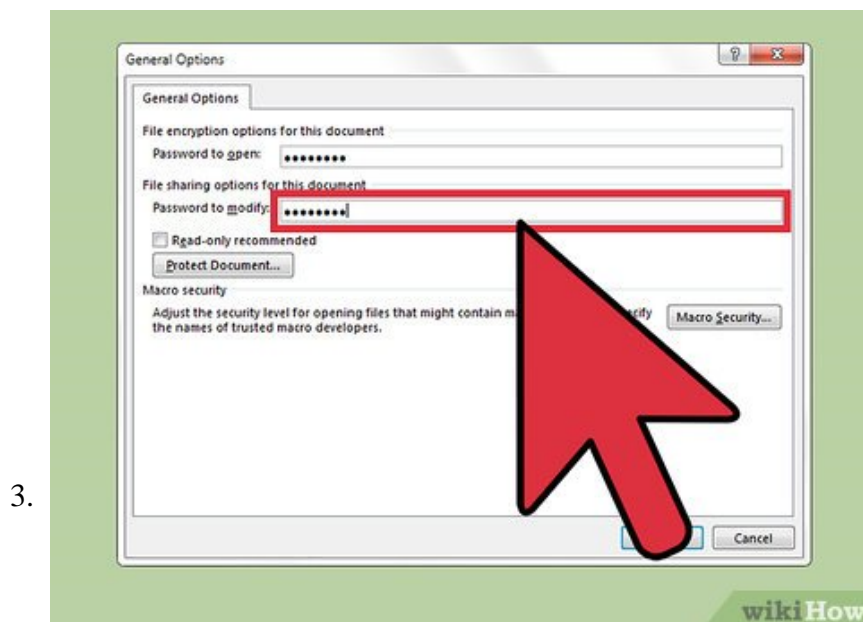 General Options
General Options
File encryption options for this document
Password to open: ••••••••
File sharing options for this document
Password to modify: ••••••••
Read-only recommended
Protect Document...
Macro security
Adjust the security level for opening files that might contain
the names of trusted macro developers.
Macro Security...
3.
Cancel
wikiHow